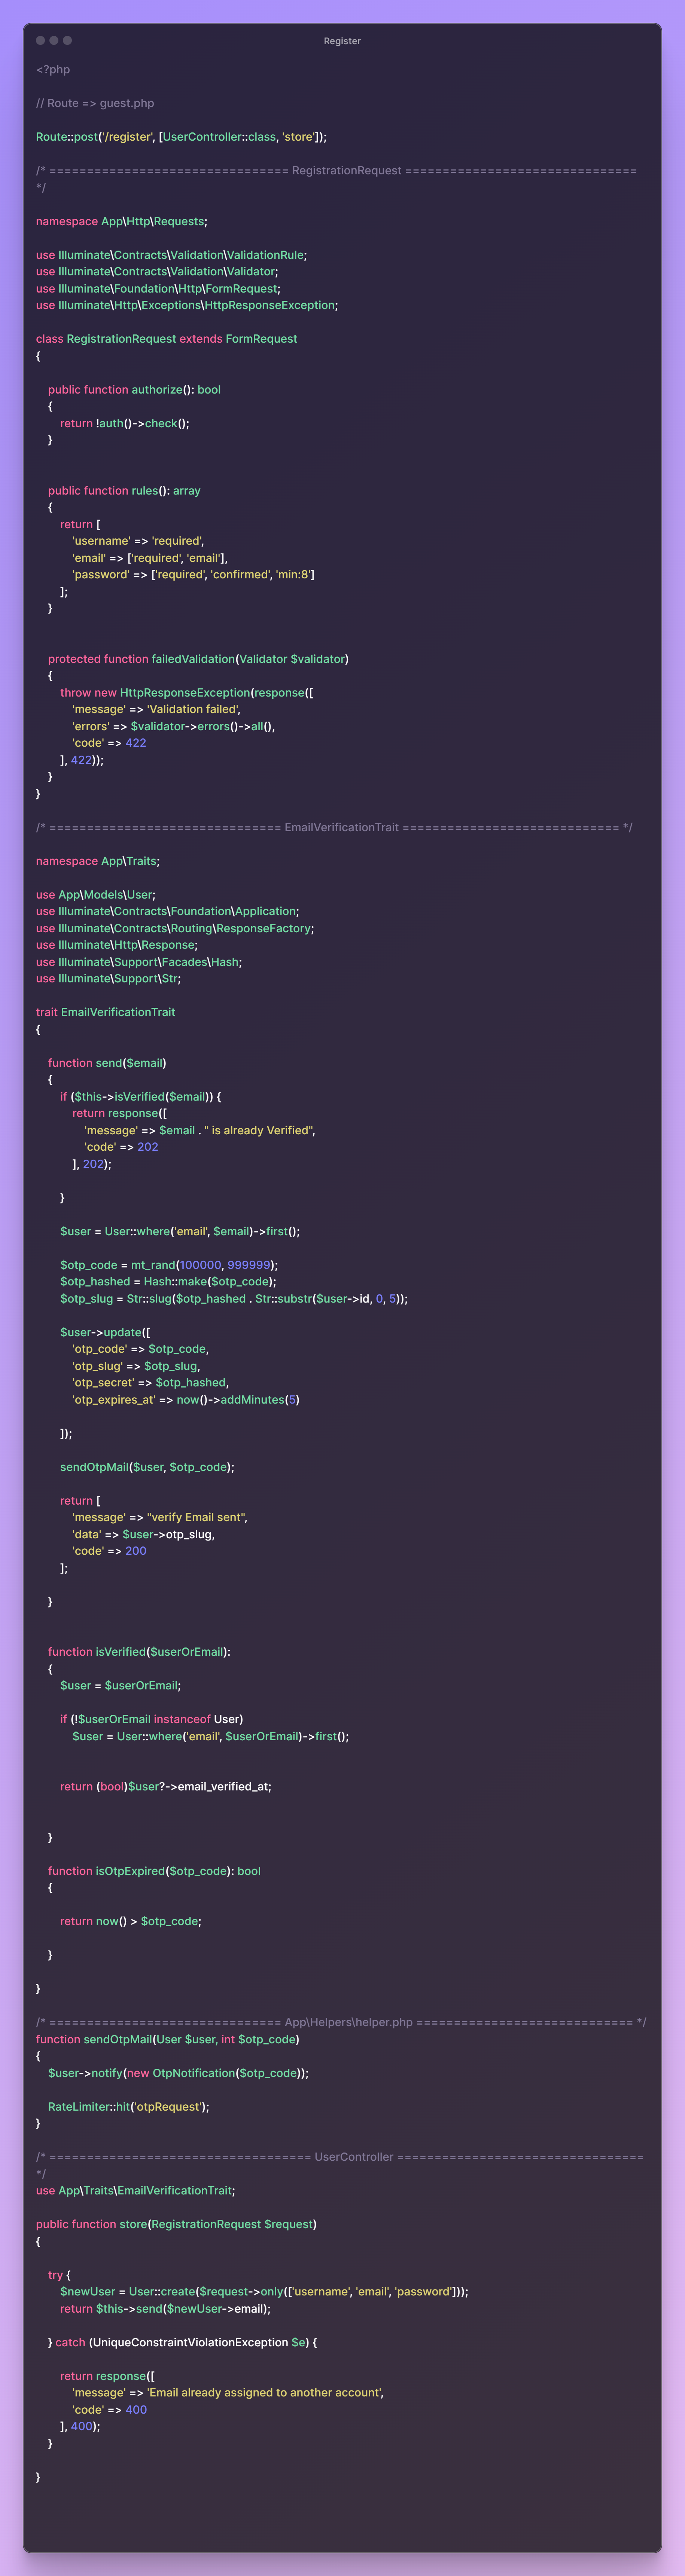 Register
<?php
// Route => guest.php
Route::post('/register', [UserController::class, 'store']);
/* ================================ RegistrationRequest ===============================
*/
namespace App\Http\Requests;
use Illuminate\Contracts\Validation\ValidationRule;
use Illuminate\Contracts\Validation\Validator;
use Illuminate\Foundation\Http\FormRequest;
use Illuminate\Http\Exceptions\HttpResponseException;
class RegistrationRequest extends FormRequest
{
public function authorize(): bool
{
return !auth()->check();
}
public function rules(): array
{
return [
'username' => 'required',
'email' => ['required', 'email'],
'password' => ['required', 'confirmed', 'min:8']
];
}
protected function failedValidation(Validator $validator)
{
throw new HttpResponseException(response([
'message' => 'Validation failed',
'errors' => $validator->errors()->all(),
'code' => 422
], 422));
}
}
/* =============================== EmailVerificationTrait ============================= */
namespace App\Traits;
use App\Models\User;
use Illuminate\Contracts\Foundation\Application;
use Illuminate\Contracts\Routing\ResponseFactory;
use Illuminate\Http\Response;
use Illuminate\Support\Facades\Hash;
use Illuminate\Support\Str;
trait EmailVerificationTrait
{
function send($email)
{
if ($this->isVerified($email)) {
return response([
'message' => $email . " is already Verified",
'code' => 202
], 202);
}
$user = User::where('email', $email)->first();
$otp_code = mt_rand(100000, 999999);
$otp_hashed = Hash::make($otp_code);
$otp_slug = Str::slug($otp_hashed . Str::substr($user->id, 0, 5));
$user->update([
'otp_code' => $otp_code,
'otp_slug' => $otp_slug,
'otp_secret' => $otp_hashed,
'otp_expires_at' => now()->addMinutes(5)
]);
sendOtpMail($user, $otp_code);
return [
'message' => "verify Email sent",
'data' => $user->otp_slug,
'code' => 200
];
}
function isVerified($userOrEmail):
{
$user = $userOrEmail;
if (!$userOrEmail instanceof User)
$user = User::where('email', $userOrEmail)->first();
return (bool)$user?->email_verified_at;
}
function isOtpExpired($otp_code): bool
{
return now() > $otp_code;
}
}
/* =============================== App\Helpers\helper.php ============================= */
function sendOtpMail(User $user, int $otp_code)
{
$user->notify(new OtpNotification($otp_code));
RateLimiter::hit('otpRequest');
}
/* =================================== UserController =================================
*/
use App\Traits\EmailVerificationTrait;
public function store(RegistrationRequest $request)
{
try {
$newUser = User::create($request->only(['username', 'email', 'password']));
return $this->send($newUser->email);
} catch (UniqueConstraintViolationException $e) {
return response([
'message' => 'Email already assigned to another account',
'code' => 400
], 400);
}
}